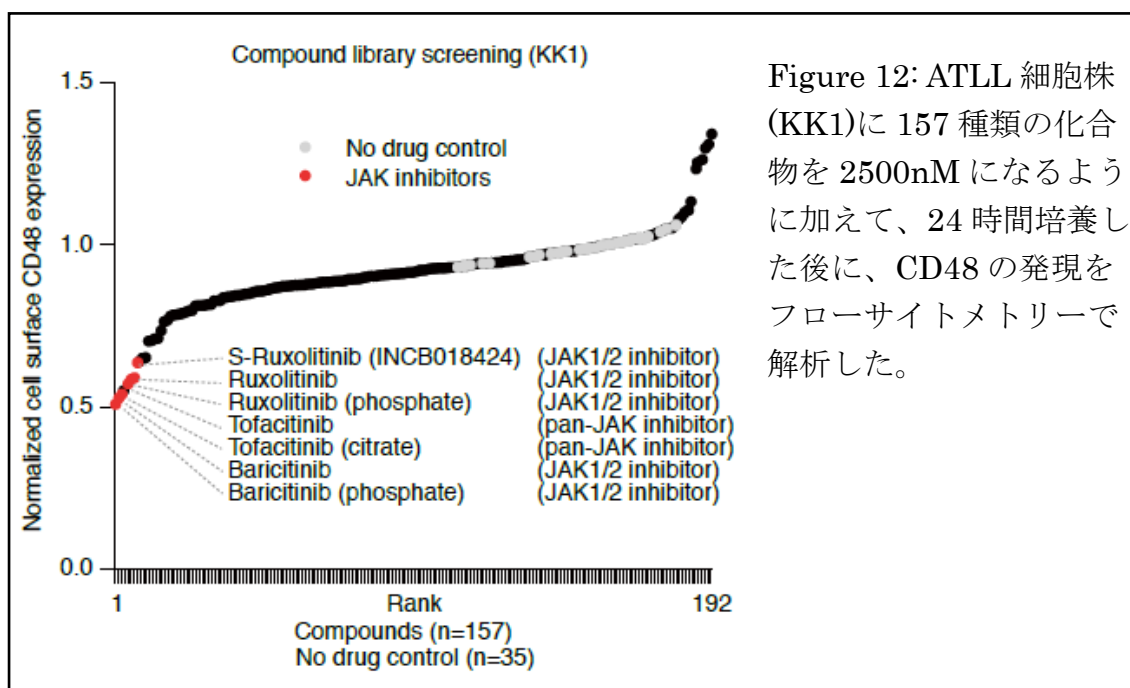 Compound library screening (KK1)
Normalized cell surface CD48 expression
1.5
1.0
0.5
0.0
No drug control
JAK inhibitors
S-Ruxolitinib (INCB018424) (JAK1/2 inhibitor)
Ruxolitinib (JAK1/2 inhibitor)
Ruxolitinib (phosphate) (JAK1/2 inhibitor)
Tofacitinib (pan-JAK inhibitor)
Tofacitinib (citrate) (pan-JAK inhibitor)
Baricitinib (JAK1/2 inhibitor)
Baricitinib (phosphate) (JAK1/2 inhibitor)
1 Rank 192
Compounds (n=157)
No drug control (n=35)
Figure 12: ATLL 細胞株
(KK1)に 157 種類の化合
物を 2500nM になるよう
に加えて、24 時間培養し
た後に、CD48 の発現を
フローサイトメトリーで
解析した。